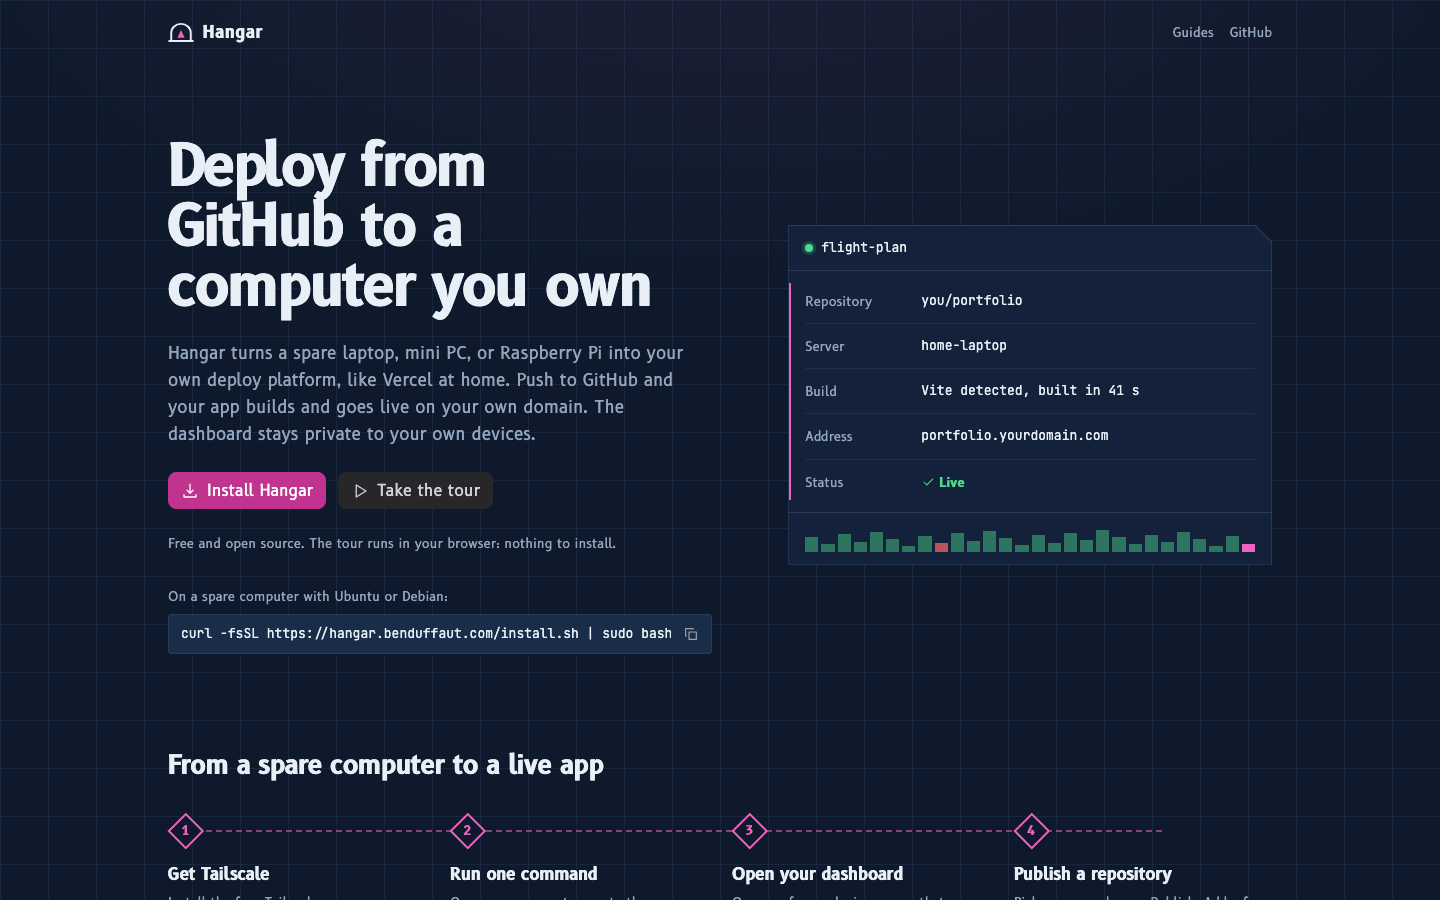 Hangar
Guides GitHub
Deploy from
GitHub to a
computer you own
Hangar turns a spare laptop, mini PC, or Raspberry Pi into your
own deploy platform, like Vercel at home. Push to GitHub and
your app builds and goes live on your own domain. The
dashboard stays private to your own devices.
Install Hangar
Take the tour
Free and open source. The tour runs in your browser: nothing to install.
On a spare computer with Ubuntu or Debian:
curl -fsSL https://hangar.benduffaut.com/install.sh | sudo bash
flight-plan
Repository you/portfolio
Server home-laptop
Build Vite detected, built in 41 s
Address portfolio.yourdomain.com
Status ✓ Live
From a spare computer to a live app
1 2 3 4
Get Tailscale
Run one command
Open your dashboard
Publish a repository